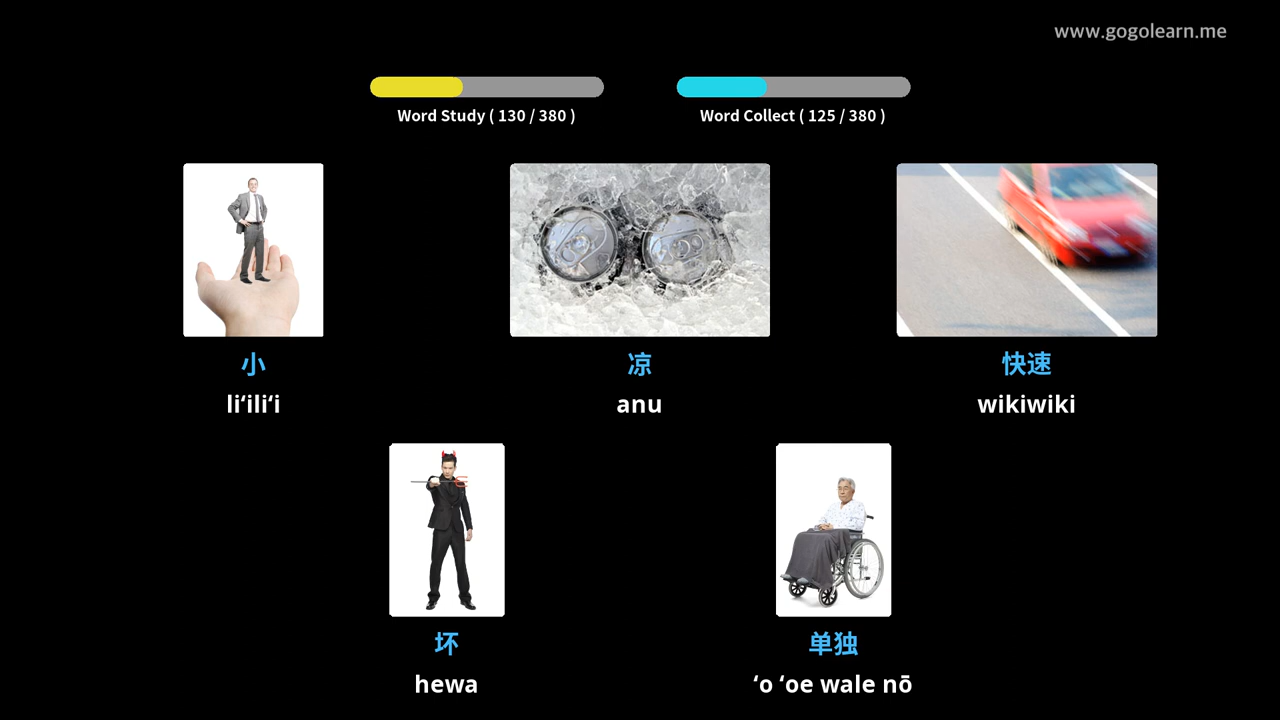 www.gogolearn.me
Word Study ( 130 / 380 )
Word Collect ( 125 / 380 )
小
liʻiliʻi
凉
anu
快速
wikiwiki
坏
hewa
单独
ʻo ʻoe wale nō